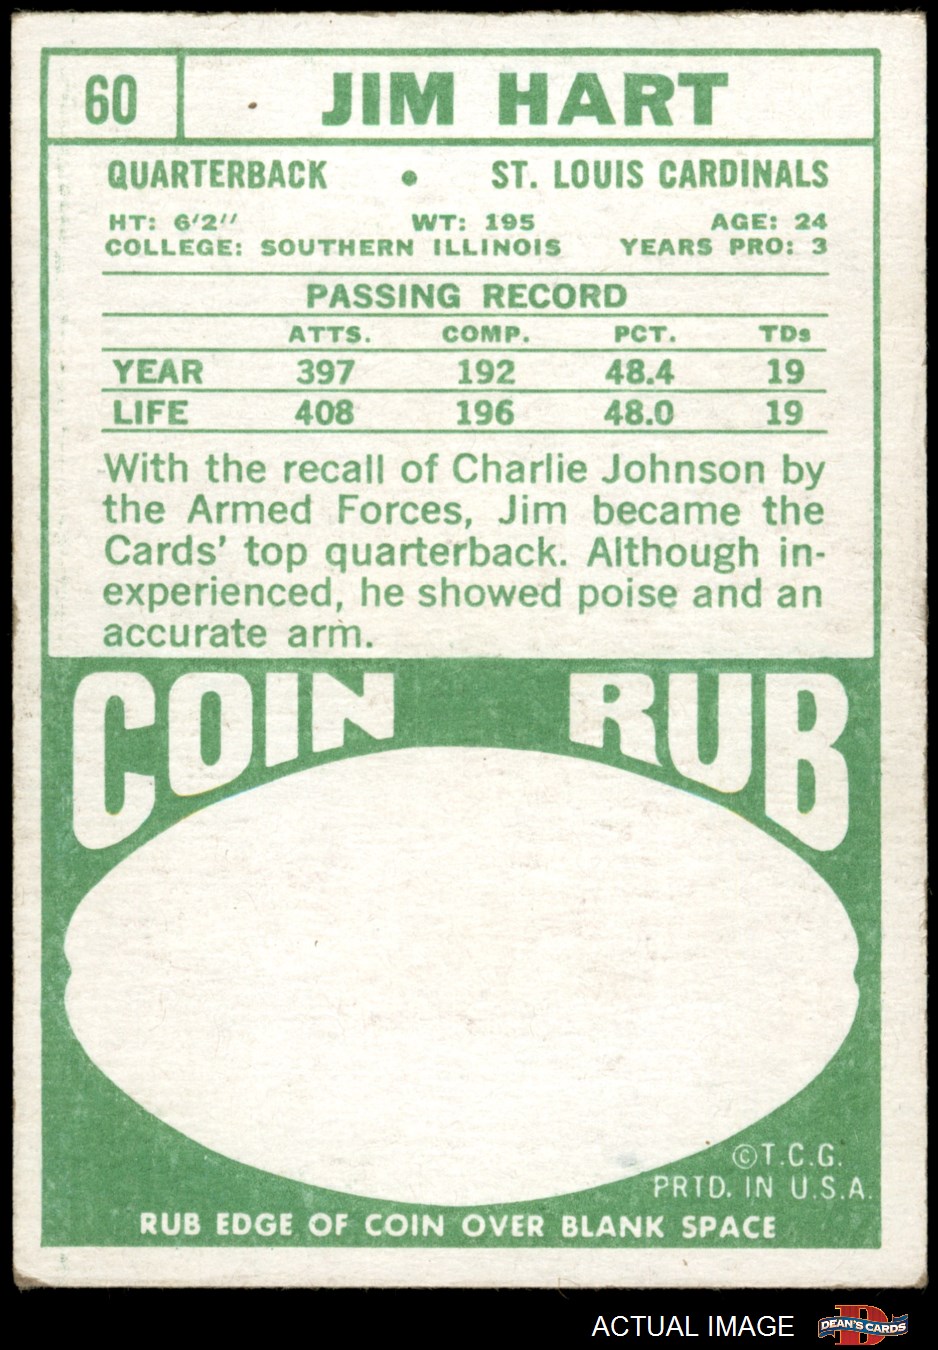 60 JIM HART
QUARTERBACK • ST. LOUIS CARDINALS
HT: 6'2'' WT: 195 AGE: 24
COLLEGE: SOUTHERN ILLINOIS YEARS PRO: 3
PASSING RECORD
ATTS. COMP. PCT. TDs
YEAR 397 192 48.4 19
LIFE 408 196 48.0 19
With the recall of Charlie Johnson by
the Armed Forces, Jim became the
Cards' top quarterback. Although in-
experienced, he showed poise and an
accurate arm.
COIN RUB
©T.C.G.
PRTD. IN U.S.A.
RUB EDGE OF COIN OVER BLANK SPACE
ACTUAL IMAGE
D
DEAN'S CARDS